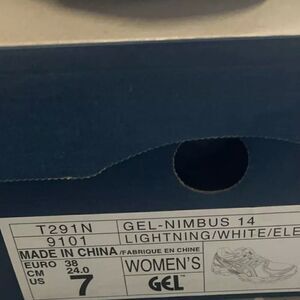 T291N GEL-NIMBUS 14
9101 LIGHTNING/WHITE/ELE
MADE IN CHINA /FABRIQUE EN CHINE
EURO 38
CM 24.0
US 7
WOMEN'S
GEL